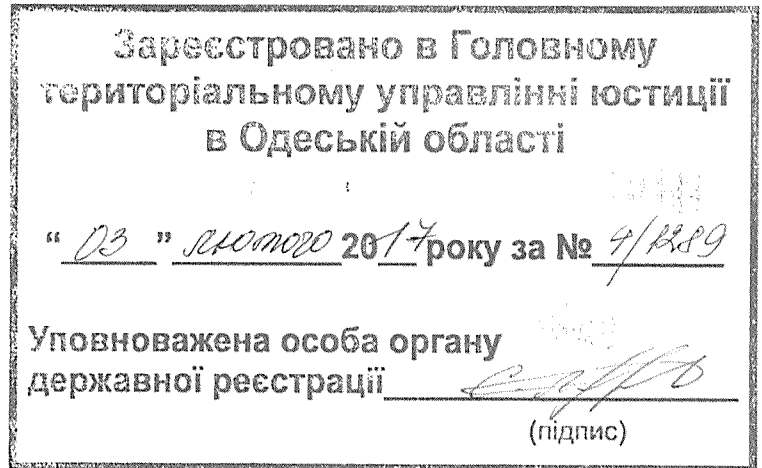 Зареєстровано в Головному
територіальному управлінні юстиції
в Одеській області
“ 03 ” лютого 2017 року за № /1289
Уповноважена особа органу
державної реєстрації
(підпис)